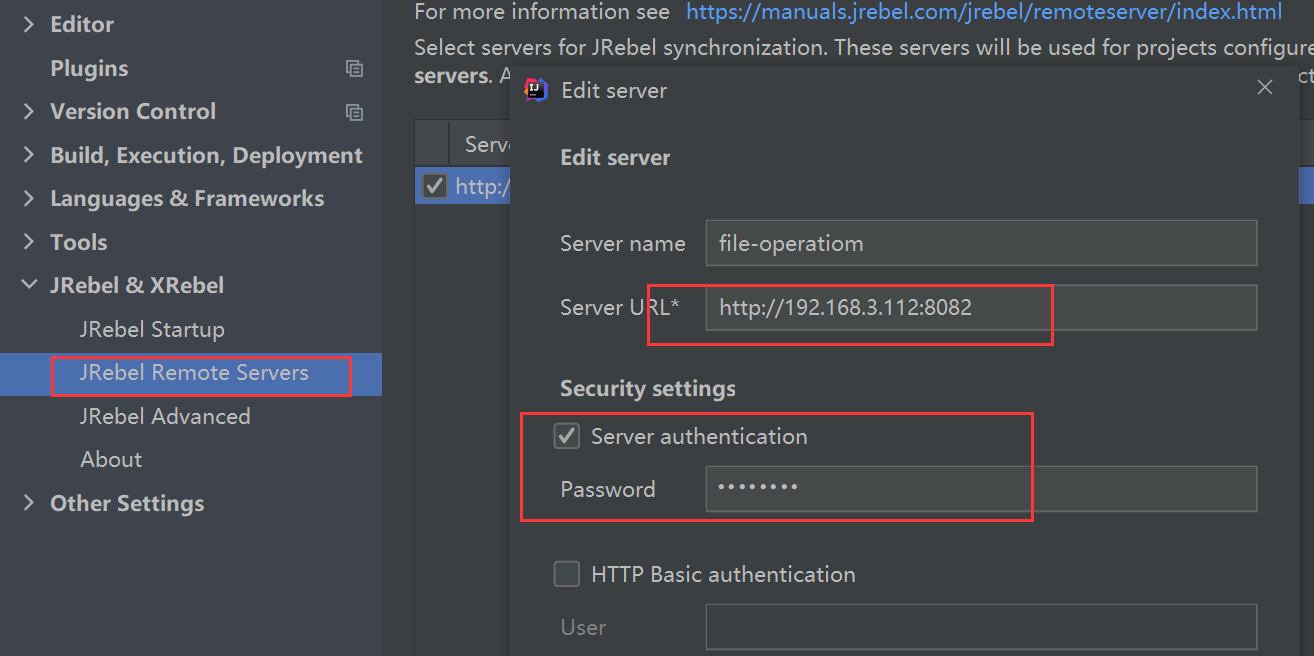 Editor
Plugins
Version Control
Build, Execution, Deployment
Languages & Frameworks
Tools
JRebel & XRebel
JRebel Startup
JRebel Remote Servers
JRebel Advanced
About
Other Settings
For more information see https://manuals.jrebel.com/jrebel/remoteserver/index.html
Select servers for JRebel synchronization. These servers will be used for projects configure
servers. A
Serv
http:/
IJ Edit server
Edit server
Server name file-operatiom
Server URL* http://192.168.3.112:8082
Security settings
Server authentication
Password ••••••••
HTTP Basic authentication
User